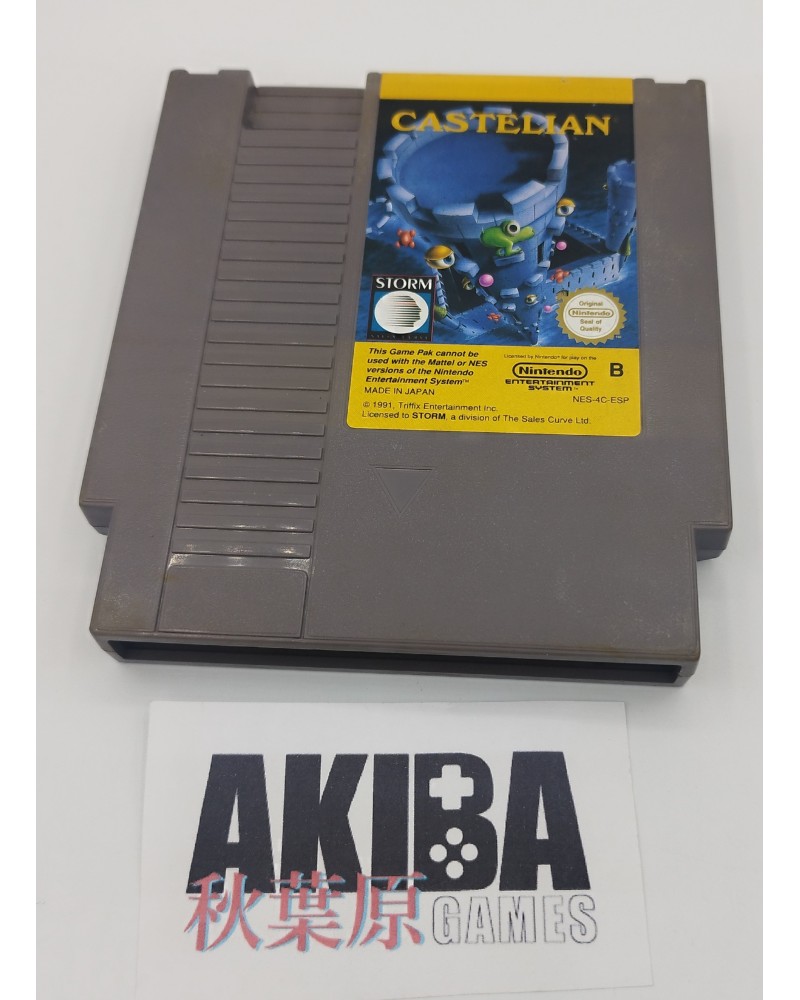 CASTELIAN
STORM
Original
Nintendo
Seal of
Quality
This Game Pak cannot be
used with the Mattel or NES
versions of the Nintendo
Entertainment System™
MADE IN JAPAN
Licensed by Nintendo® for play on the
Nintendo
ENTERTAINMENT
SYSTEM™
B
NES-4C-ESP
© 1991, Triffix Entertainment Inc.
Licensed to STORM, a division of The Sales Curve Ltd.
AKIBA
秋葉原
GAMES